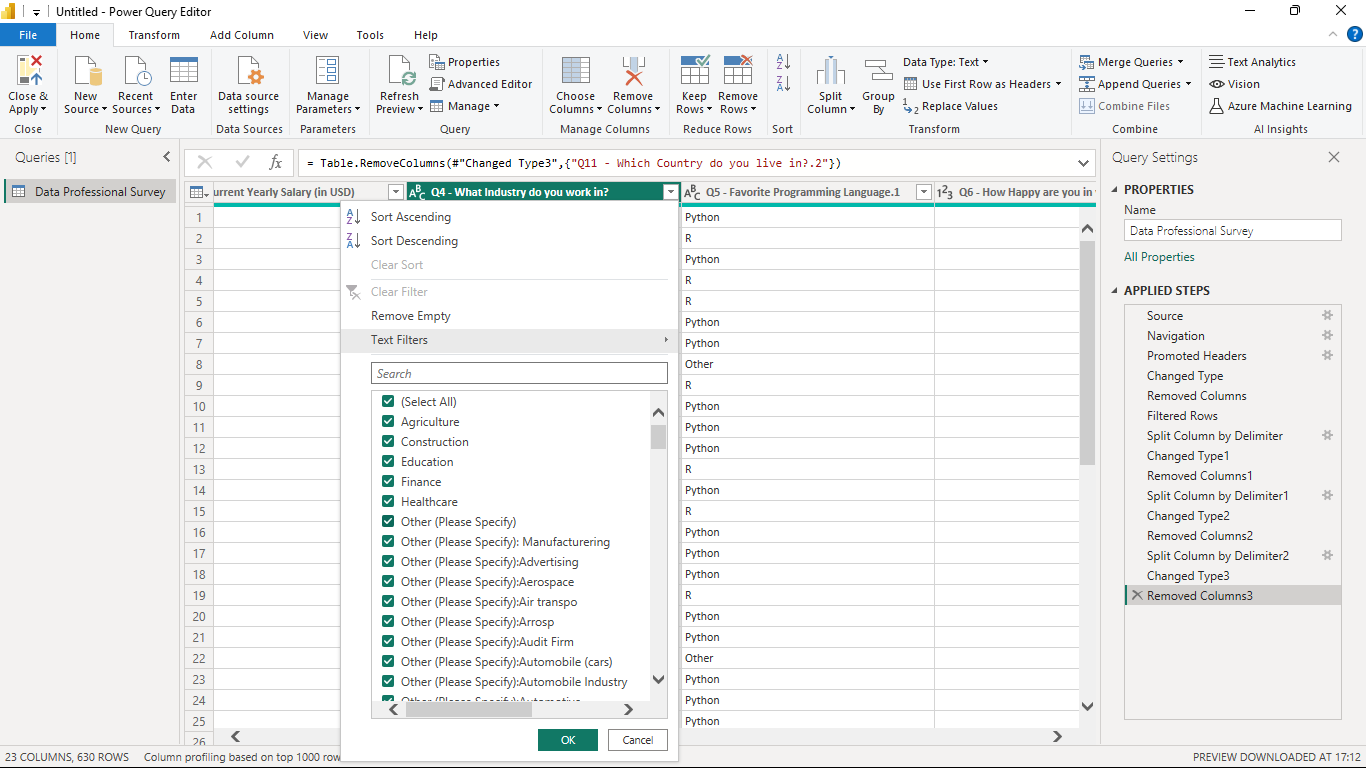 Untitled - Power Query Editor
File Home Transform Add Column View Tools Help
Close & Apply
Close
New Source
Recent Sources
Enter Data
New Query
Data source settings
Data Sources
Manage Parameters
Parameters
Refresh Preview
Properties
Advanced Editor
Manage
Query
Choose Columns
Remove Columns
Manage Columns
Keep Rows
Remove Rows
Reduce Rows
Sort
Split Column
Group By
Data Type: Text
Use First Row as Headers
Replace Values
Transform
Merge Queries
Append Queries
Combine Files
Combine
Text Analytics
Vision
Azure Machine Learning
AI Insights
Queries [1]
Data Professional Survey
fx
= Table.RemoveColumns(#"Changed Type3",{"Q11 - Which Country do you live in?.2"})
urrent Yearly Salary (in USD) ABC Q4 - What Industry do you work in? ABC Q5 - Favorite Programming Language.1 123 Q6 - How Happy are you in
1 Python
2 R
3 Python
4 R
5 R
6 Python
7 Python
8 Other
9 R
10 Python
11 Python
12 Python
13 R
14 Python
15 R
16 Python
17 Python
18 Python
19 R
20 Python
21 Python
22 Other
23 Python
24 Python
25 Python
26
Sort Ascending
Sort Descending
Clear Sort
Clear Filter
Remove Empty
Text Filters
Search
(Select All)
Agriculture
Construction
Education
Finance
Healthcare
Other (Please Specify)
Other (Please Specify): Manufacturering
Other (Please Specify):Advertising
Other (Please Specify):Aerospace
Other (Please Specify):Air transpo
Other (Please Specify):Arrosp
Other (Please Specify):Audit Firm
Other (Please Specify):Automobile (cars)
Other (Please Specify):Automobile Industry
Other (Please Specify):Automotive
OK Cancel
Query Settings
PROPERTIES
Name
Data Professional Survey
All Properties
APPLIED STEPS
Source
Navigation
Promoted Headers
Changed Type
Removed Columns
Filtered Rows
Split Column by Delimiter
Changed Type1
Removed Columns1
Split Column by Delimiter1
Changed Type2
Removed Columns2
Split Column by Delimiter2
Changed Type3
Removed Columns3
23 COLUMNS, 630 ROWS Column profiling based on top 1000 row
PREVIEW DOWNLOADED AT 17:12